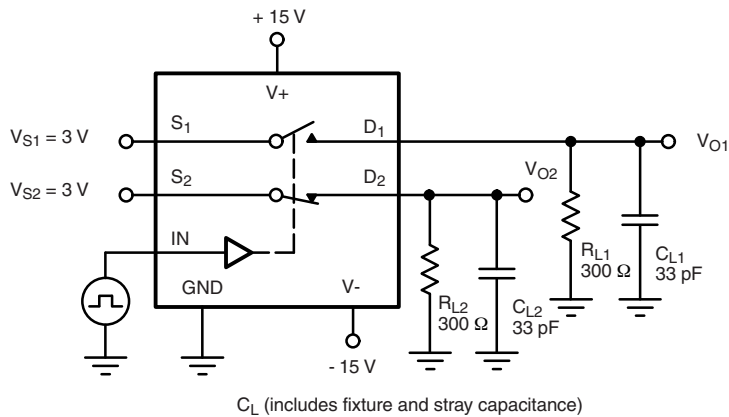 + 15 V
V+
VS1 = 3 V
S1
D1
VO1
VS2 = 3 V
S2
D2
VO2
IN
GND
V-
RL1
300 Ω
CL1
33 pF
RL2
300 Ω
CL2
33 pF
- 15 V
CL (includes fixture and stray capacitance)